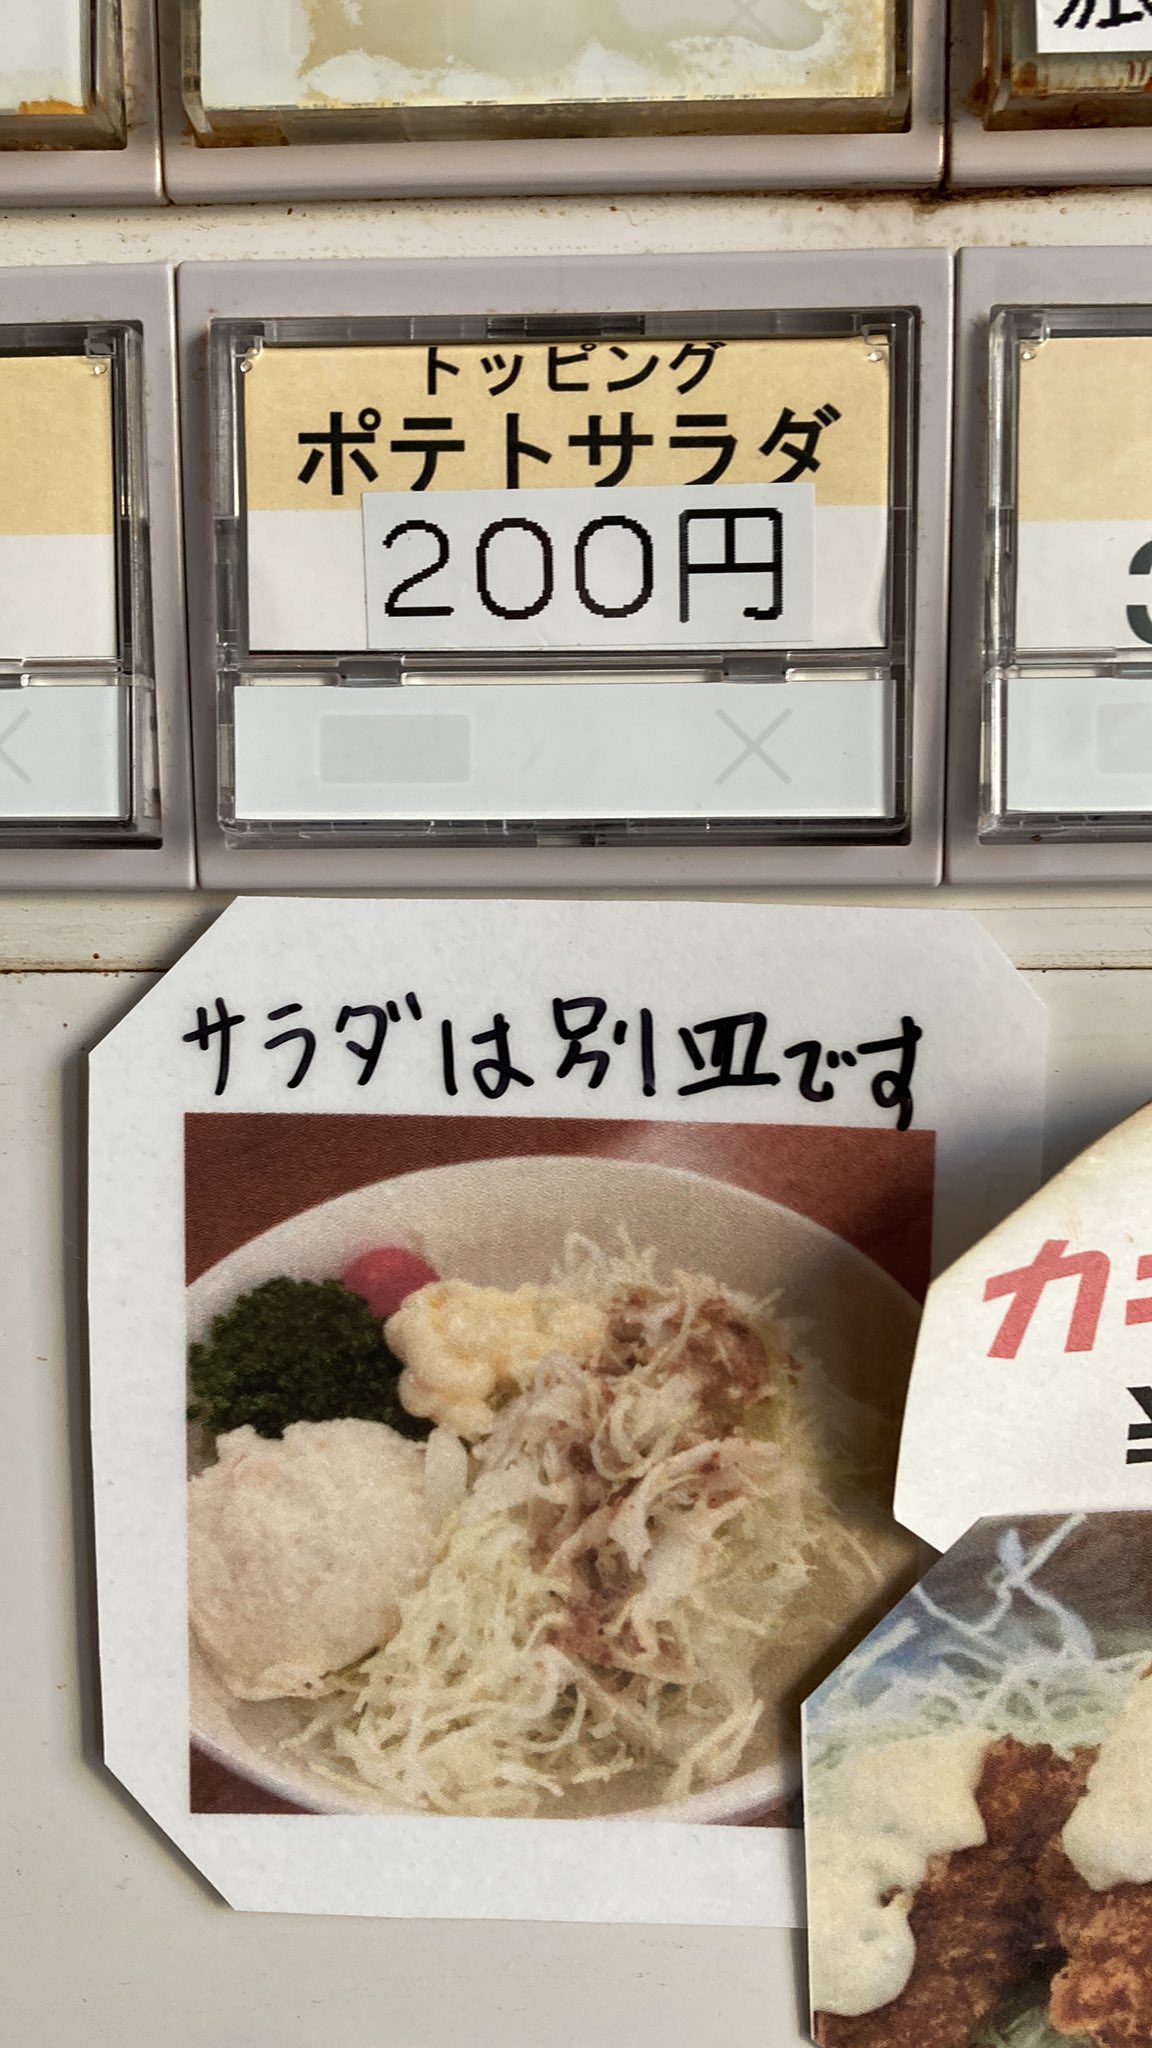 トッピング
ポテトサラダ
200円
サラダは別皿です